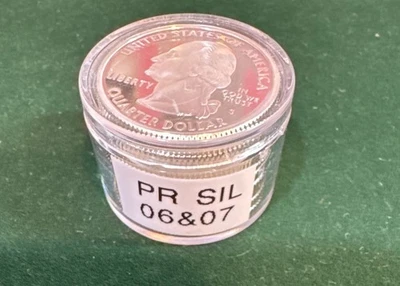 UNITED STATES OF AMERICA
LIBERTY
IN
GOD WE
TRUST
S
QUARTER DOLLAR
PR SIL
06&07